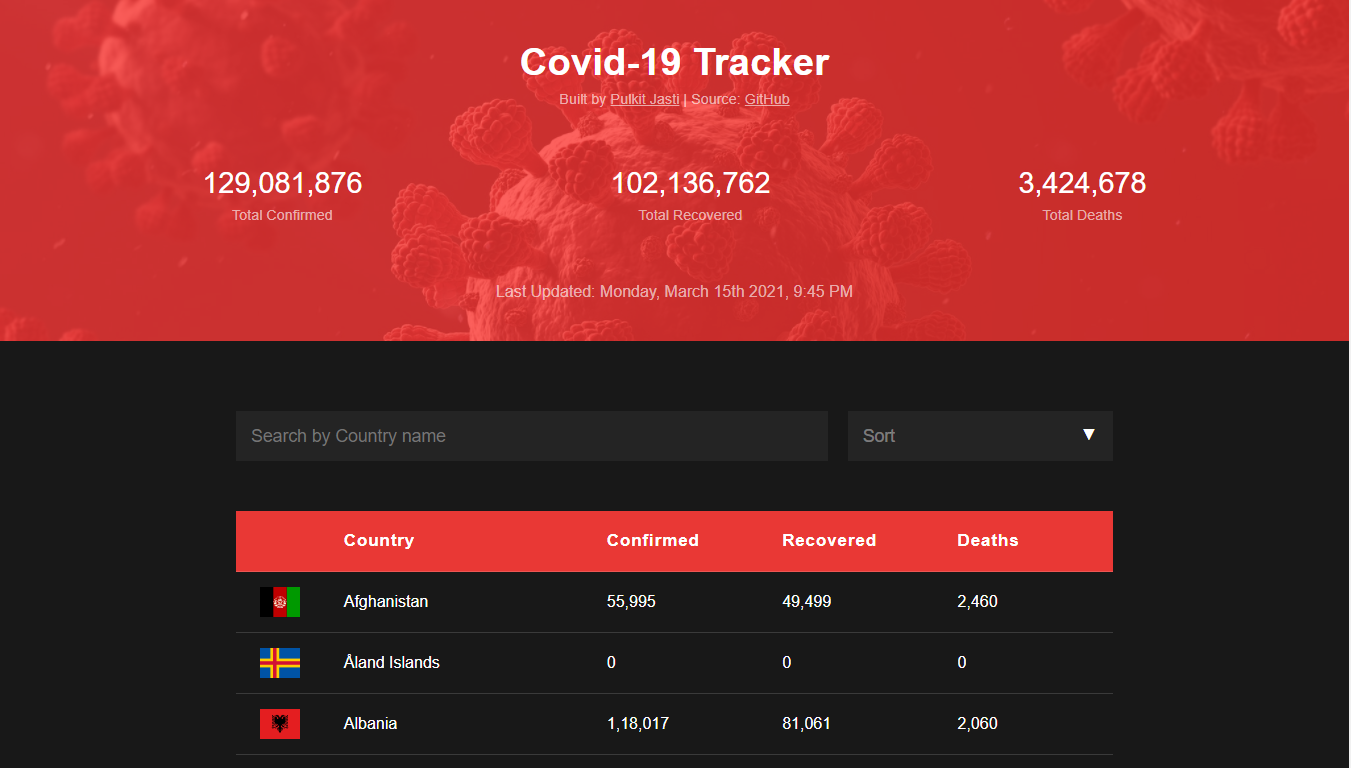 Covid-19 Tracker
Built by Pulkit Jasti | Source: GitHub
129,081,876 102,136,762 3,424,678
Total Confirmed Total Recovered Total Deaths
Last Updated: Monday, March 15th 2021, 9:45 PM
Search by Country name Sort ▼
Country Confirmed Recovered Deaths
Afghanistan 55,995 49,499 2,460
Åland Islands 0 0 0
Albania 1,18,017 81,061 2,060